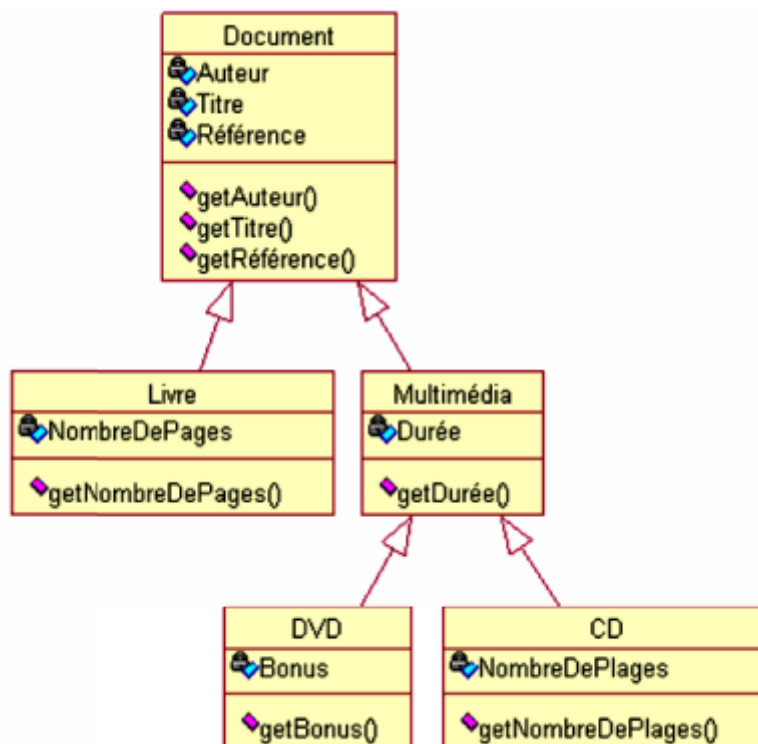 Document
Auteur
Titre
Référence
getAuteur()
getTitre()
getRéférence()
Livre
NombreDePages
getNombreDePages()
Multimédia
Durée
getDurée()
DVD
Bonus
getBonus()
CD
NombreDePlages
getNombreDePlages()